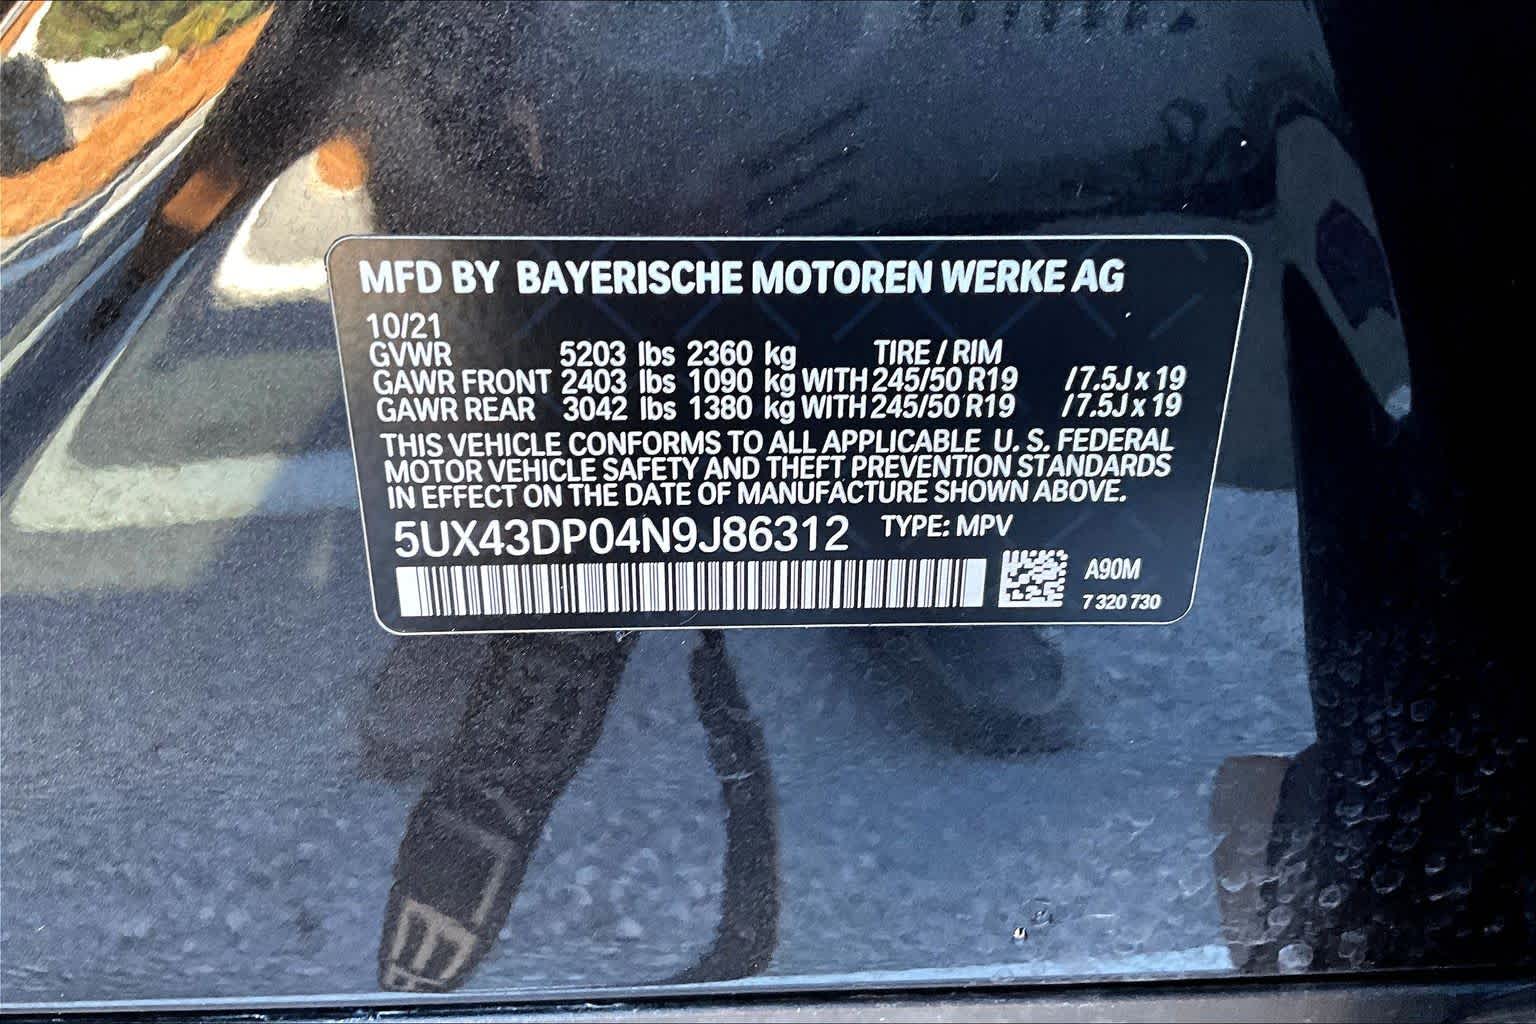 MFD BY BAYERISCHE MOTOREN WERKE AG
10/21
GVWR 5203 lbs 2360 kg TIRE / RIM
GAWR FRONT 2403 lbs 1090 kg WITH 245/50 R19 / 7.5J x 19
GAWR REAR 3042 lbs 1380 kg WITH 245/50 R19 / 7.5J x 19
THIS VEHICLE CONFORMS TO ALL APPLICABLE U. S. FEDERAL
MOTOR VEHICLE SAFETY AND THEFT PREVENTION STANDARDS
IN EFFECT ON THE DATE OF MANUFACTURE SHOWN ABOVE.
5UX43DP04N9J86312 TYPE: MPV
A90M
7 320 730